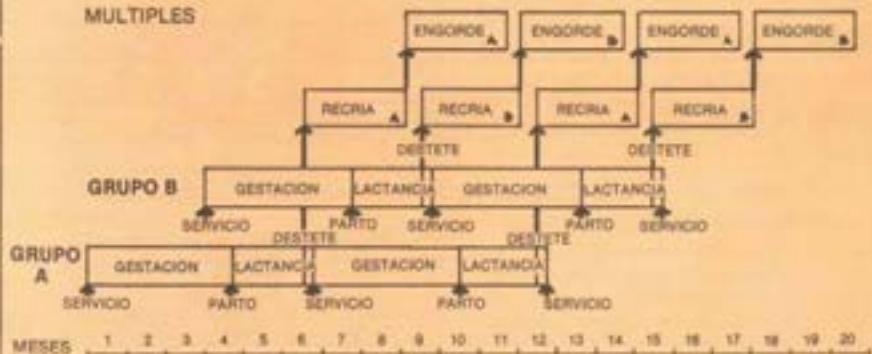 MULTIPLES
ENGORDE A ENGORDE B ENGORDE A ENGORDE B
RECRIA A RECRIA B RECRIA A RECRIA B
DESTETE DESTETE
GRUPO B GESTACION LACTANCIA GESTACION LACTANCIA
SERVICIO PARTO SERVICIO PARTO SERVICIO
DESTETE DESTETE
GRUPO A GESTACION LACTANCIA GESTACION LACTANCIA
SERVICIO PARTO SERVICIO PARTO SERVICIO
MESES 1 2 3 4 5 6 7 8 9 10 11 12 13 14 15 16 17 18 19 20